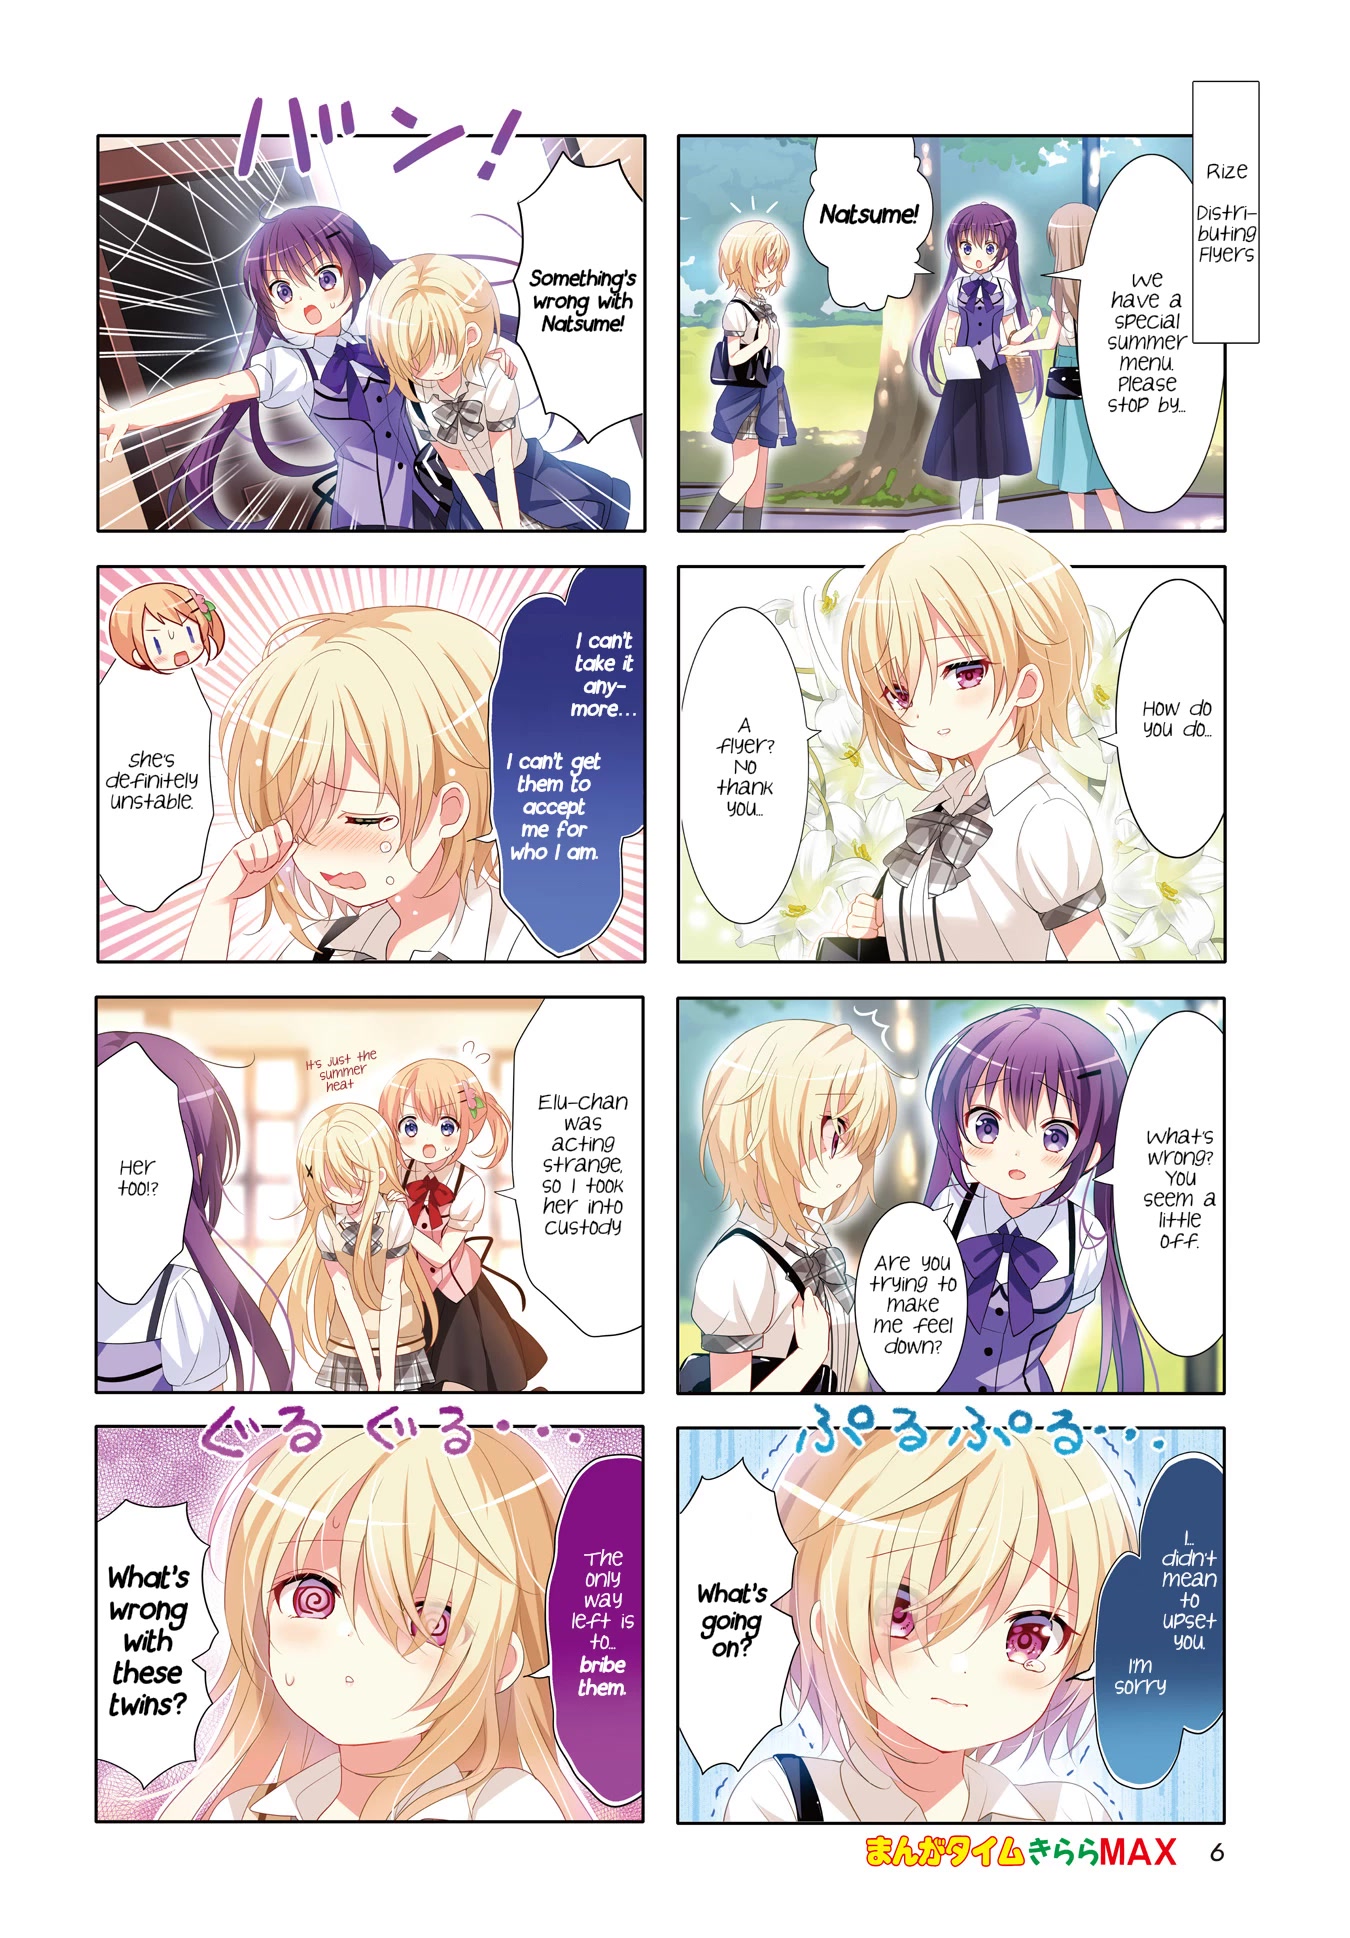 Rize
Distri-
buting
Flyers
We
have a
special
summer
menu.
Please
stop by...
Natsume!
How do
you do...
A
flyer?
No
thank
you...
What's
wrong?
You
seem a
little
off.
Are you
trying to
make
me feel
down?
ぷるぷる・・・
I...
didn't
mean
to
upset
you.
I'm
sorry
What's
going
on?
バン!
Something's
wrong with
Natsume!
I can't
take it
any-
more...
I can't get
them to
accept
me for
who I am.
She's
definitely
unstable.
Elu-chan
was
acting
strange,
so I took
her into
custody
It's just the
summer
heat
Her
too!?
ぐるぐる・・・
The
only
way
left is
to...
bribe
them.
What's
wrong
with
these
twins?
まんがタイムきららMAX 6